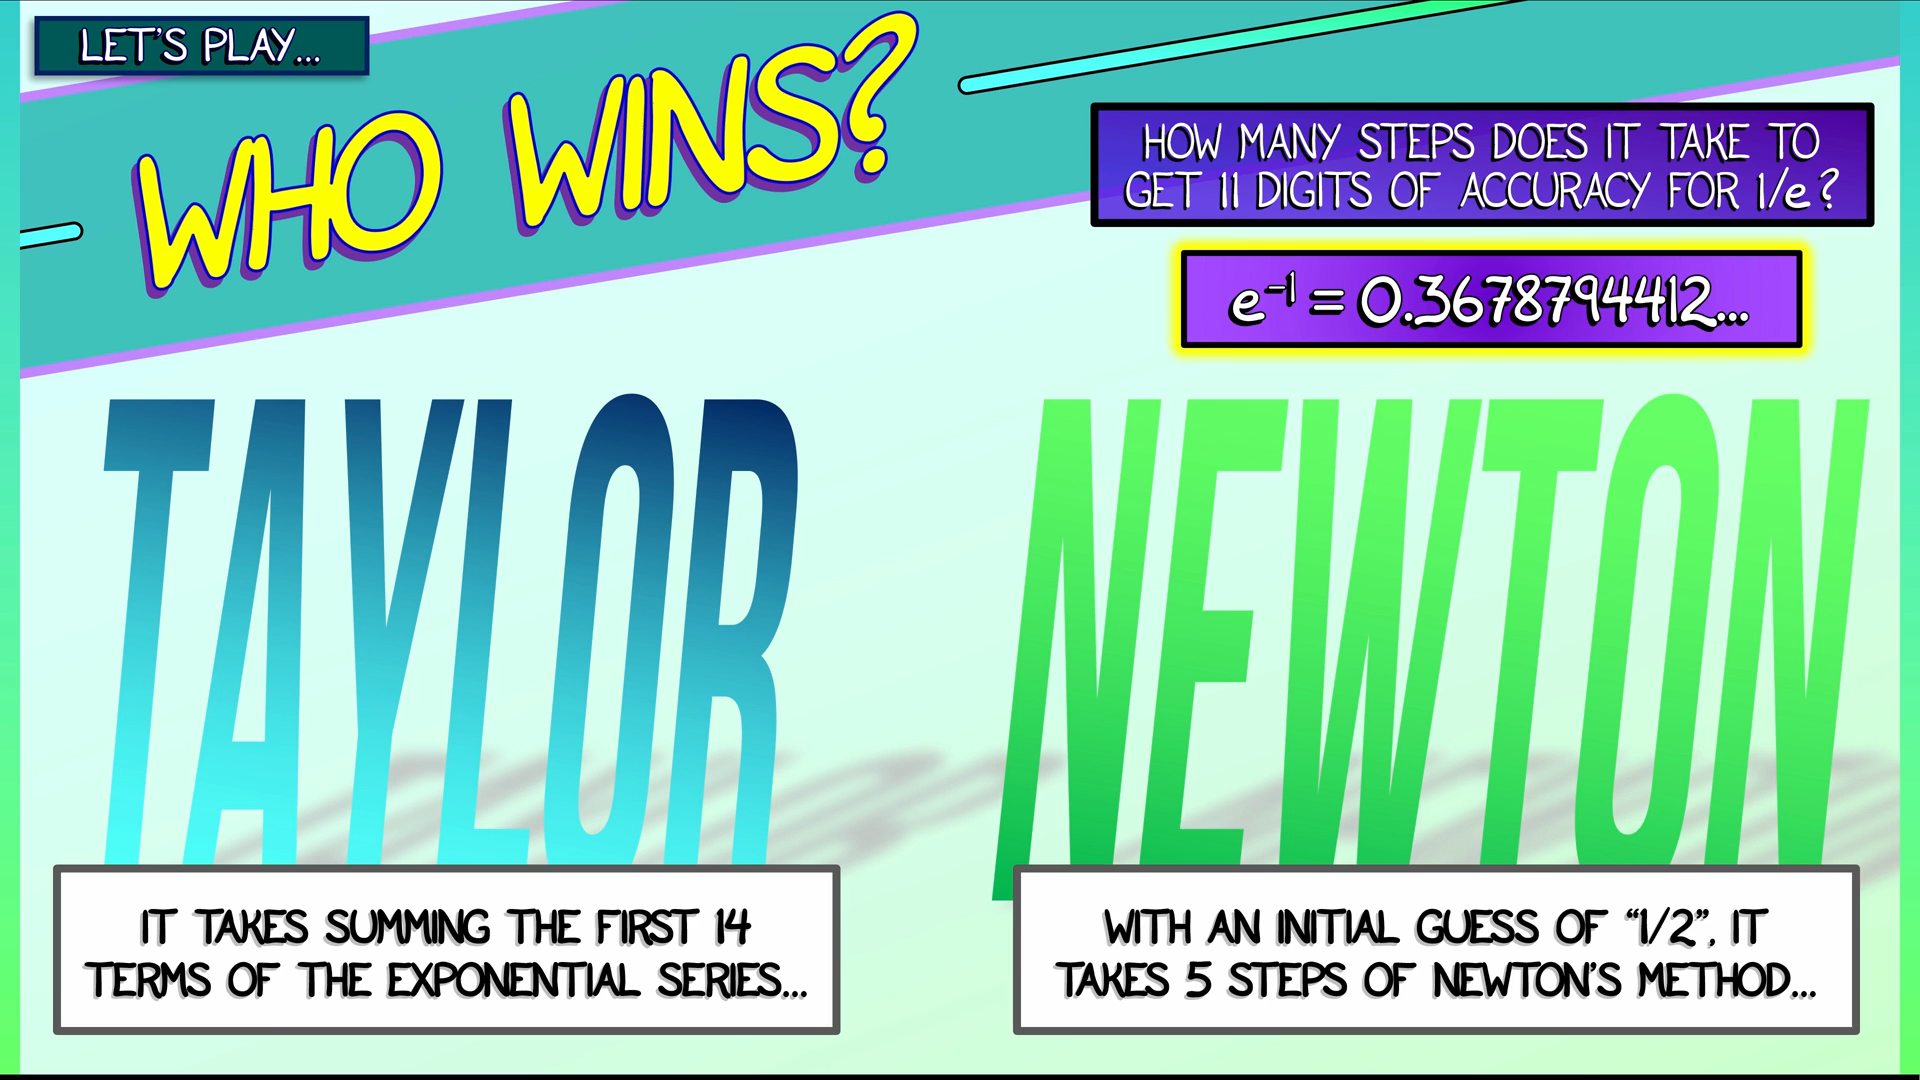 LET'S PLAY...
WHO WINS?
HOW MANY STEPS DOES IT TAKE TO
GET 11 DIGITS OF ACCURACY FOR 1/e?
e⁻¹ = 0.36787944412...
TAYLOR
NEWTON
IT TAKES SUMMING THE FIRST 14
TERMS OF THE EXPONENTIAL SERIES...
WITH AN INITIAL GUESS OF “1/2”, IT
TAKES 5 STEPS OF NEWTON'S METHOD...